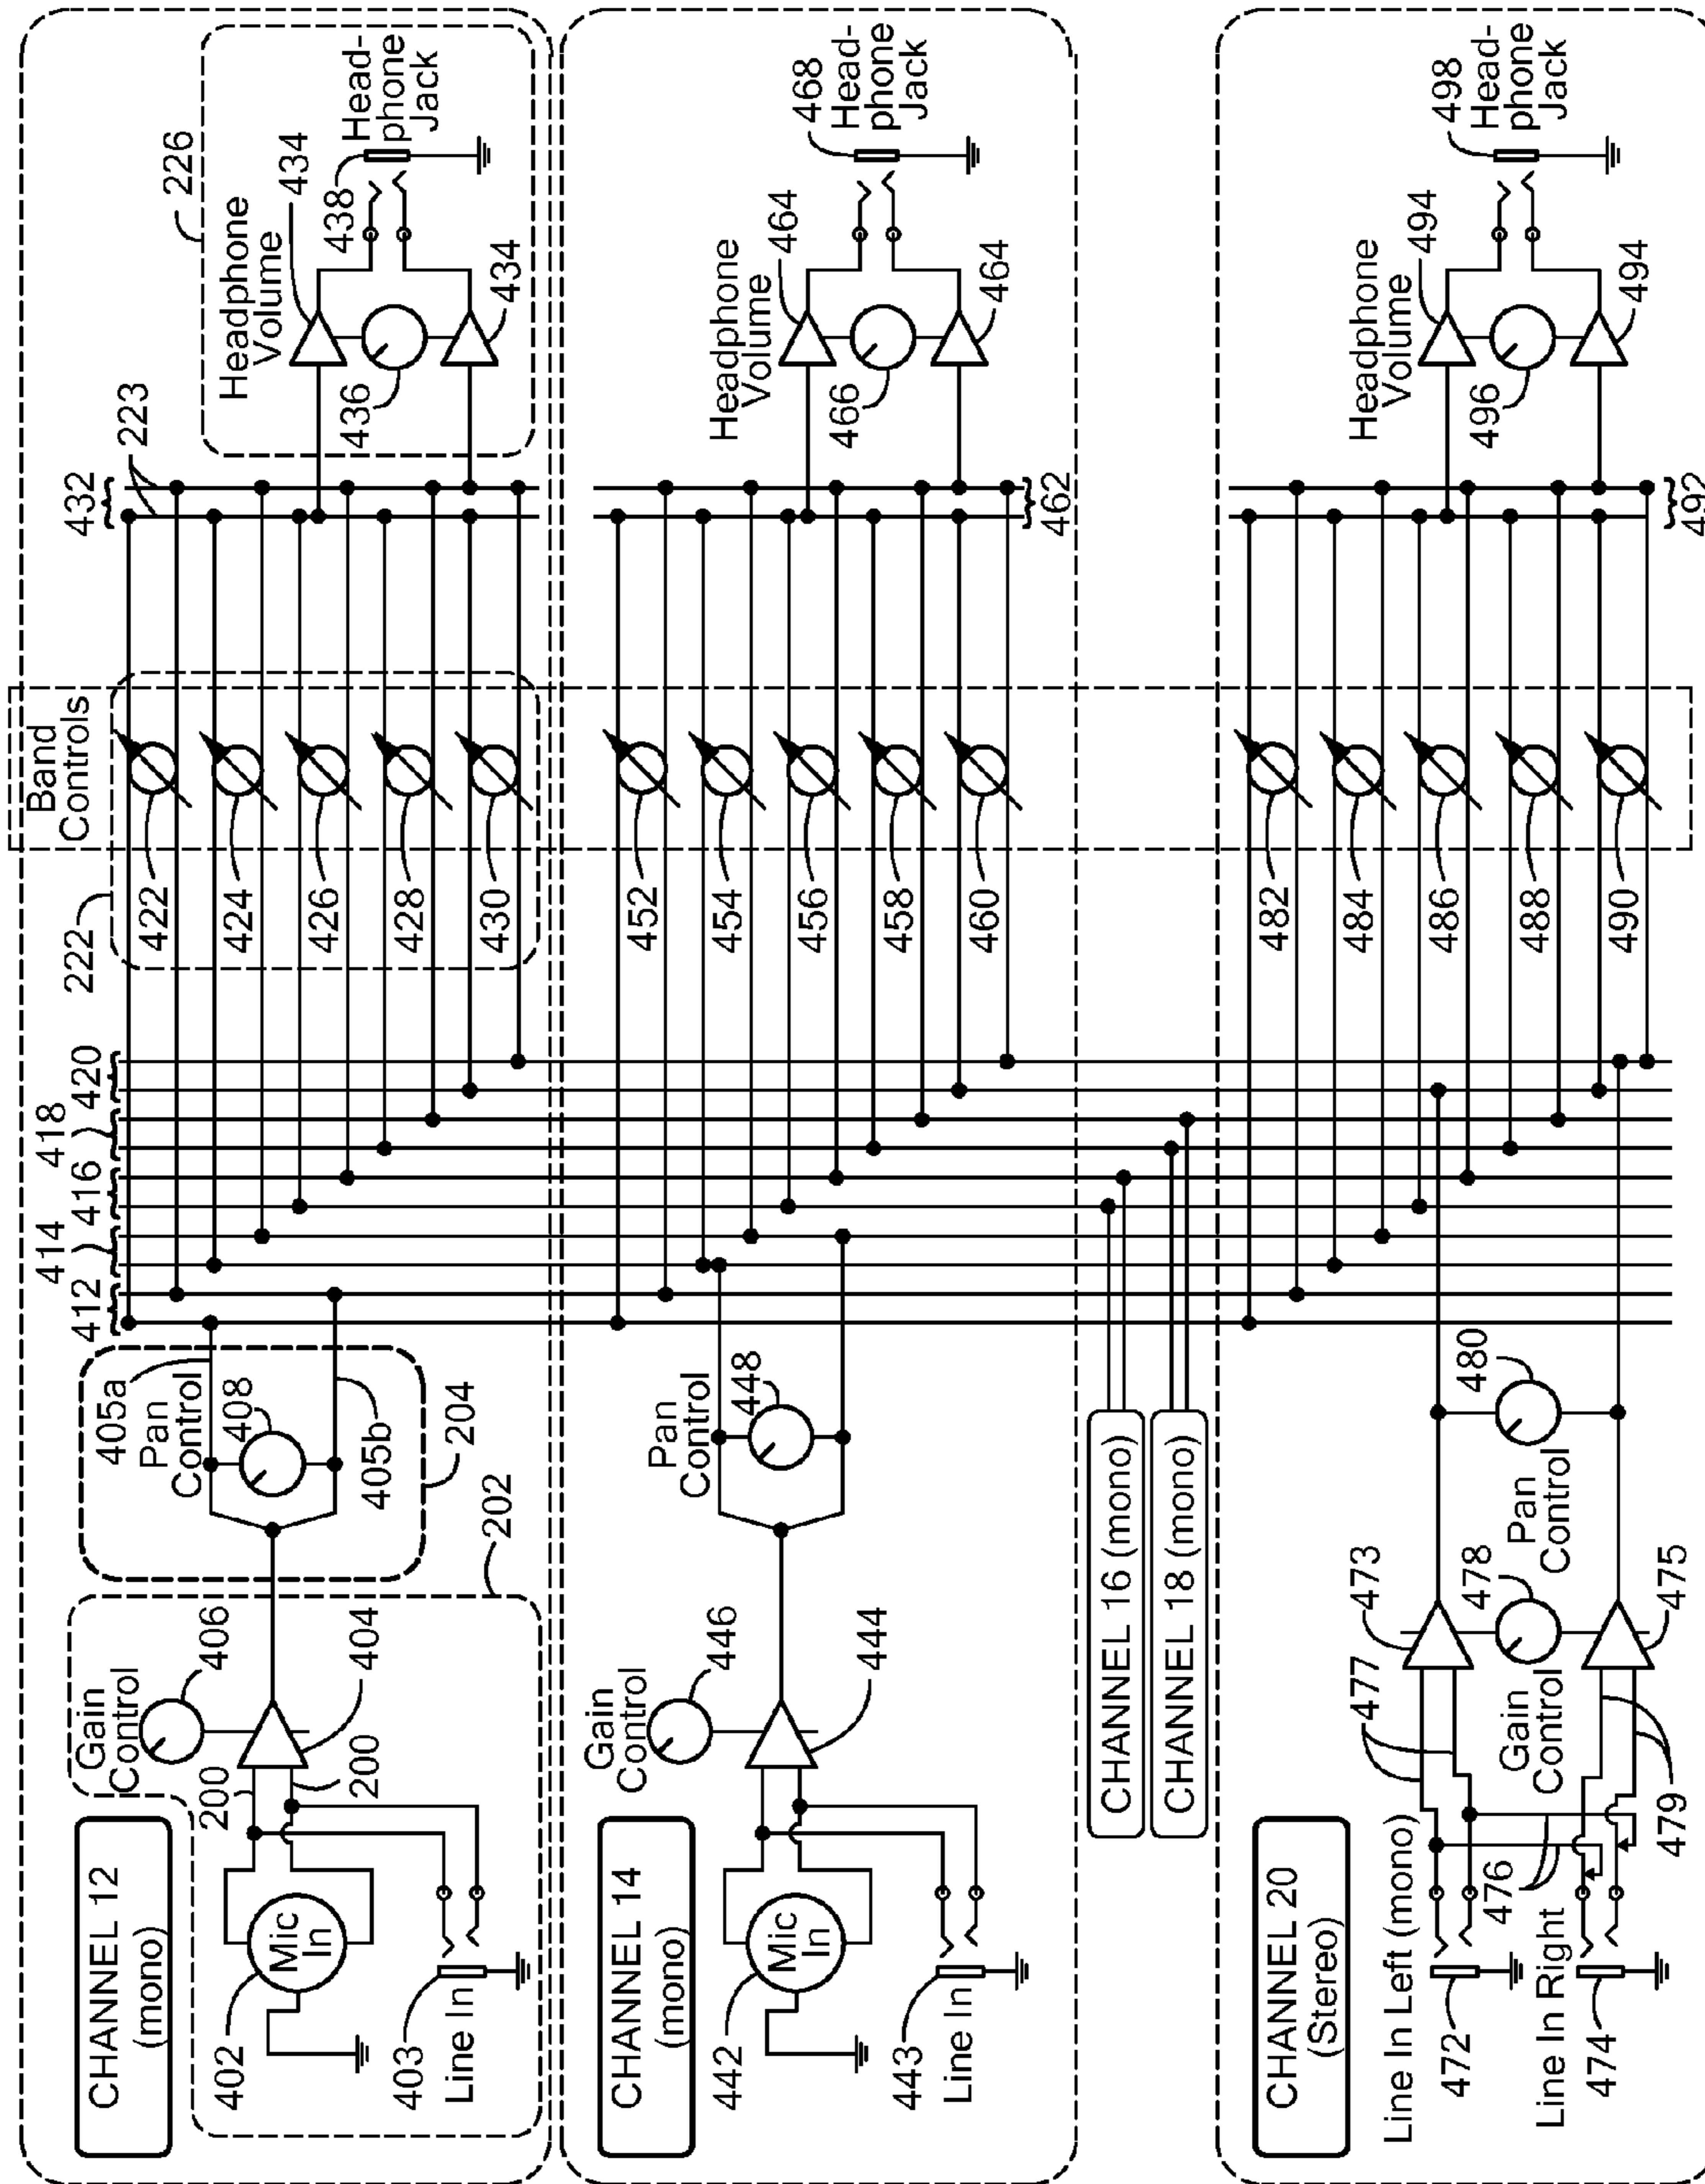 CHANNEL 12
(mono)
402
Mic
In
403
Line In
200
200
Gain
Control
406
404
202
405a
Pan
Control
408
405b
204
412
414
416
418
420
222
Band
Controls
422
424
426
428
430
432
223
226
Headphone
Volume
434
436
434
438
Head-
phone
Jack
CHANNEL 14
(mono)
442
Mic
In
443
Line In
Gain
Control
446
444
Pan
Control
448
452
454
456
458
460
462
Headphone
Volume
464
466
464
468
Head-
phone
Jack
CHANNEL 16 (mono)
CHANNEL 18 (mono)
CHANNEL 20
(Stereo)
Line In Left (mono)
472
476
Line In Right
474
477
473
Gain
Control
478
479
475
Pan
Control
480
482
484
486
488
490
492
Headphone
Volume
494
496
494
498
Head-
phone
Jack